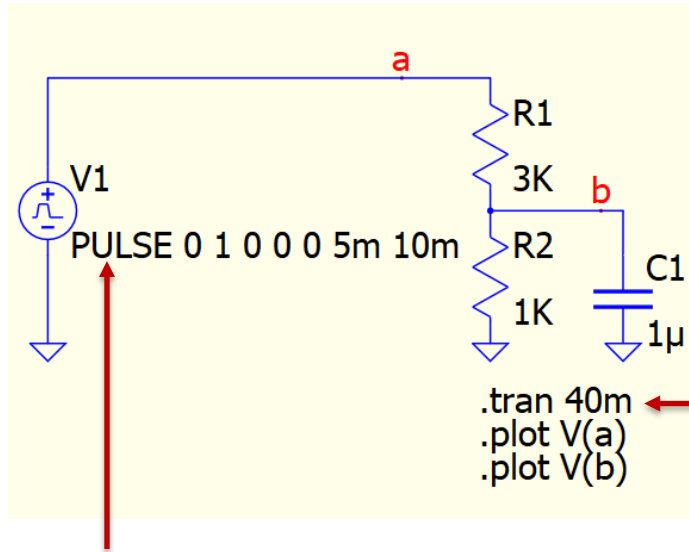 a
R1
V1
3K
b
PULSE 0 1 0 0 0 5m 10m
R2
C1
1K
1µ
.tran 40m
.plot V(a)
.plot V(b)